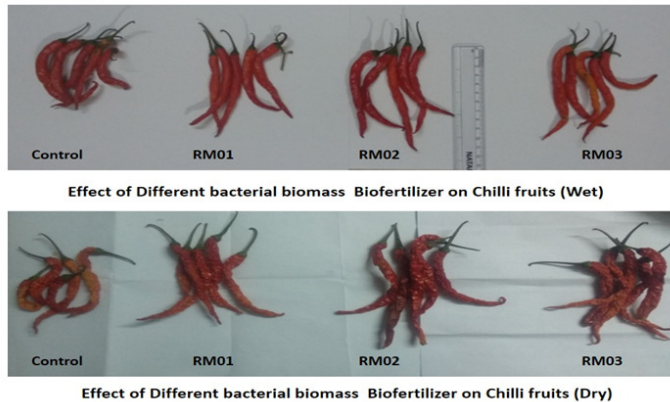 Control RM01 RM02 RM03
NATA
Effect of Different bacterial biomass Biofertilizer on Chilli fruits (Wet)
Control RM01 RM02 RM03
Effect of Different bacterial biomass Biofertilizer on Chilli fruits (Dry)